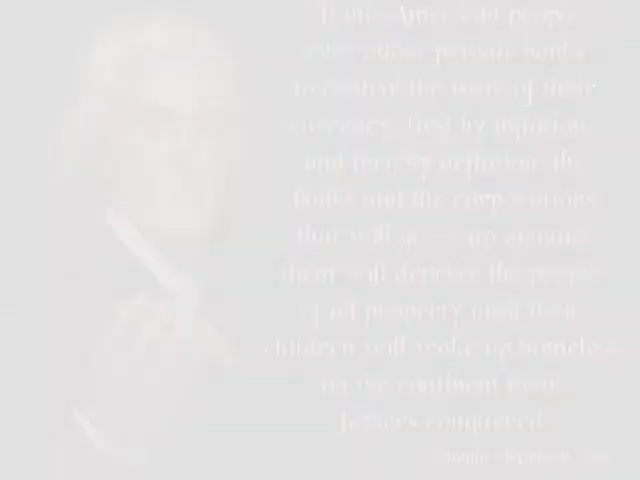 If the American people
ever allow private banks
to control the issue of their
currency, first by inflation,
and thereby deflation, the
banks and the corporations
that will grow up around
them will deprive the people
of all property until their
children will wake up homeless
on the continent their
fathers conquered.